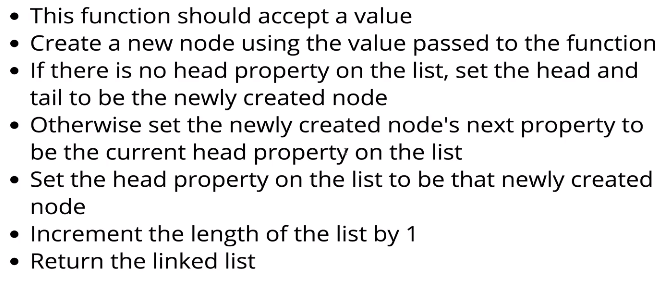 • This function should accept a value
• Create a new node using the value passed to the function
• If there is no head property on the list, set the head and
tail to be the newly created node
• Otherwise set the newly created node's next property to
be the current head property on the list
• Set the head property on the list to be that newly created
node
• Increment the length of the list by 1
• Return the linked list